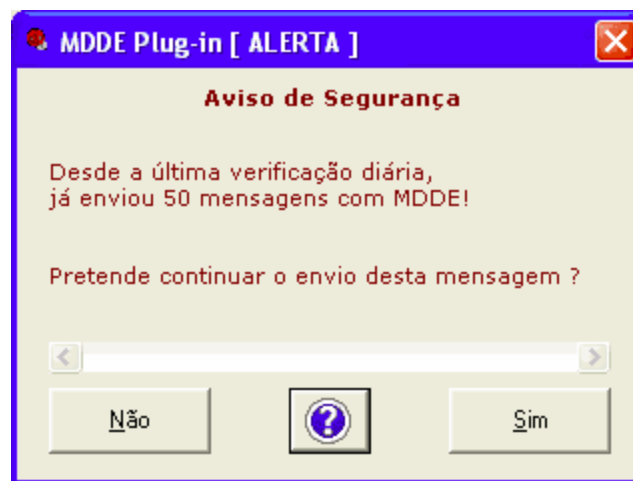 MDDE Plug-in [ ALERTA ]
Aviso de Segurança
Desde a última verificação diária,
já enviou 50 mensagens com MDDE!
Pretende continuar o envio desta mensagem ?
Não ? Sim